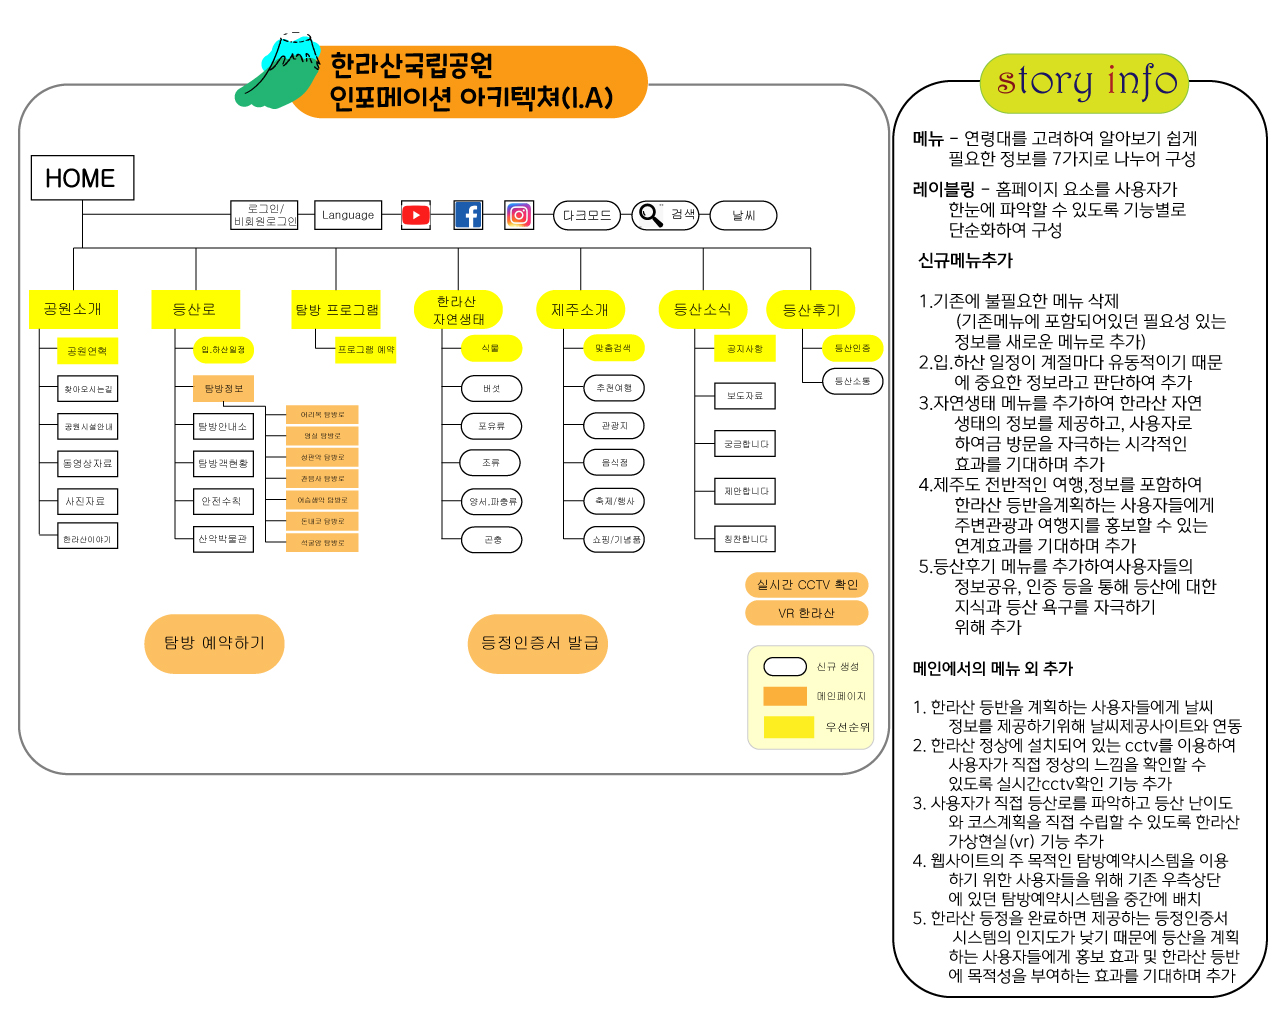 한라산국립공원
인포메이션 아키텍쳐(I.A)
HOME
로그인/
비회원로그인
Language
다크모드
검색
날씨
공원소개
등산로
탐방 프로그램
한라산
자연생태
제주소개
등산소식
등산후기
공원연혁
찾아오시는길
공원시설안내
동영상자료
사진자료
한라산이야기
입,하산일정
탐방정보
탐방안내소
탐방객현황
안전수칙
산악박물관
어리목 탐방로
영실 탐방로
성판악 탐방로
관음사 탐방로
어승생악 탐방로
돈내코 탐방로
석굴암 탐방로
프로그램 예약
식물
버섯
포유류
조류
양서,파충류
곤충
맞춤검색
추천여행
관광지
음식점
축제/행사
쇼핑/기념품
공지사항
보도자료
궁금합니다
제안합니다
칭찬합니다
등산인증
등산소통
실시간 CCTV 확인
VR 한라산
탐방 예약하기
등정인증서 발급
신규 생성
메인페이지
우선순위
story info
메뉴 - 연령대를 고려하여 알아보기 쉽게
필요한 정보를 7가지로 나누어 구성
레이블링 - 홈페이지 요소를 사용자가
한눈에 파악할 수 있도록 기능별로
단순화하여 구성
신규메뉴추가
1.기존에 불필요한 메뉴 삭제
(기존메뉴에 포함되어있던 필요성 있는
정보를 새로운 메뉴로 추가)
2.입.하산 일정이 계절마다 유동적이기 때문
에 중요한 정보라고 판단하여 추가
3.자연생태 메뉴를 추가하여 한라산 자연
생태의 정보를 제공하고, 사용자로
하여금 방문을 자극하는 시각적인
효과를 기대하며 추가
4.제주도 전반적인 여행,정보를 포함하여
한라산 등반을계획하는 사용자들에게
주변관광과 여행지를 홍보할 수 있는
연계효과를 기대하며 추가
5.등산후기 메뉴를 추가하여사용자들의
정보공유, 인증 등을 통해 등산에 대한
지식과 등산 욕구를 자극하기
위해 추가
메인에서의 메뉴 외 추가
1. 한라산 등반을 계획하는 사용자들에게 날씨
정보를 제공하기위해 날씨제공사이트와 연동
2. 한라산 정상에 설치되어 있는 cctv를 이용하여
사용자가 직접 정상의 느낌을 확인할 수
있도록 실시간cctv확인 기능 추가
3. 사용자가 직접 등산로를 파악하고 등산 난이도
와 코스계획을 직접 수립할 수 있도록 한라산
가상현실(vr) 기능 추가
4. 웹사이트의 주 목적인 탐방예약시스템을 이용
하기 위한 사용자들을 위해 기존 우측상단
에 있던 탐방예약시스템을 중간에 배치
5. 한라산 등정을 완료하면 제공하는 등정인증서
시스템의 인지도가 낮기 때문에 등산을 계획
하는 사용자들에게 홍보 효과 및 한라산 등반
에 목적성을 부여하는 효과를 기대하며 추가